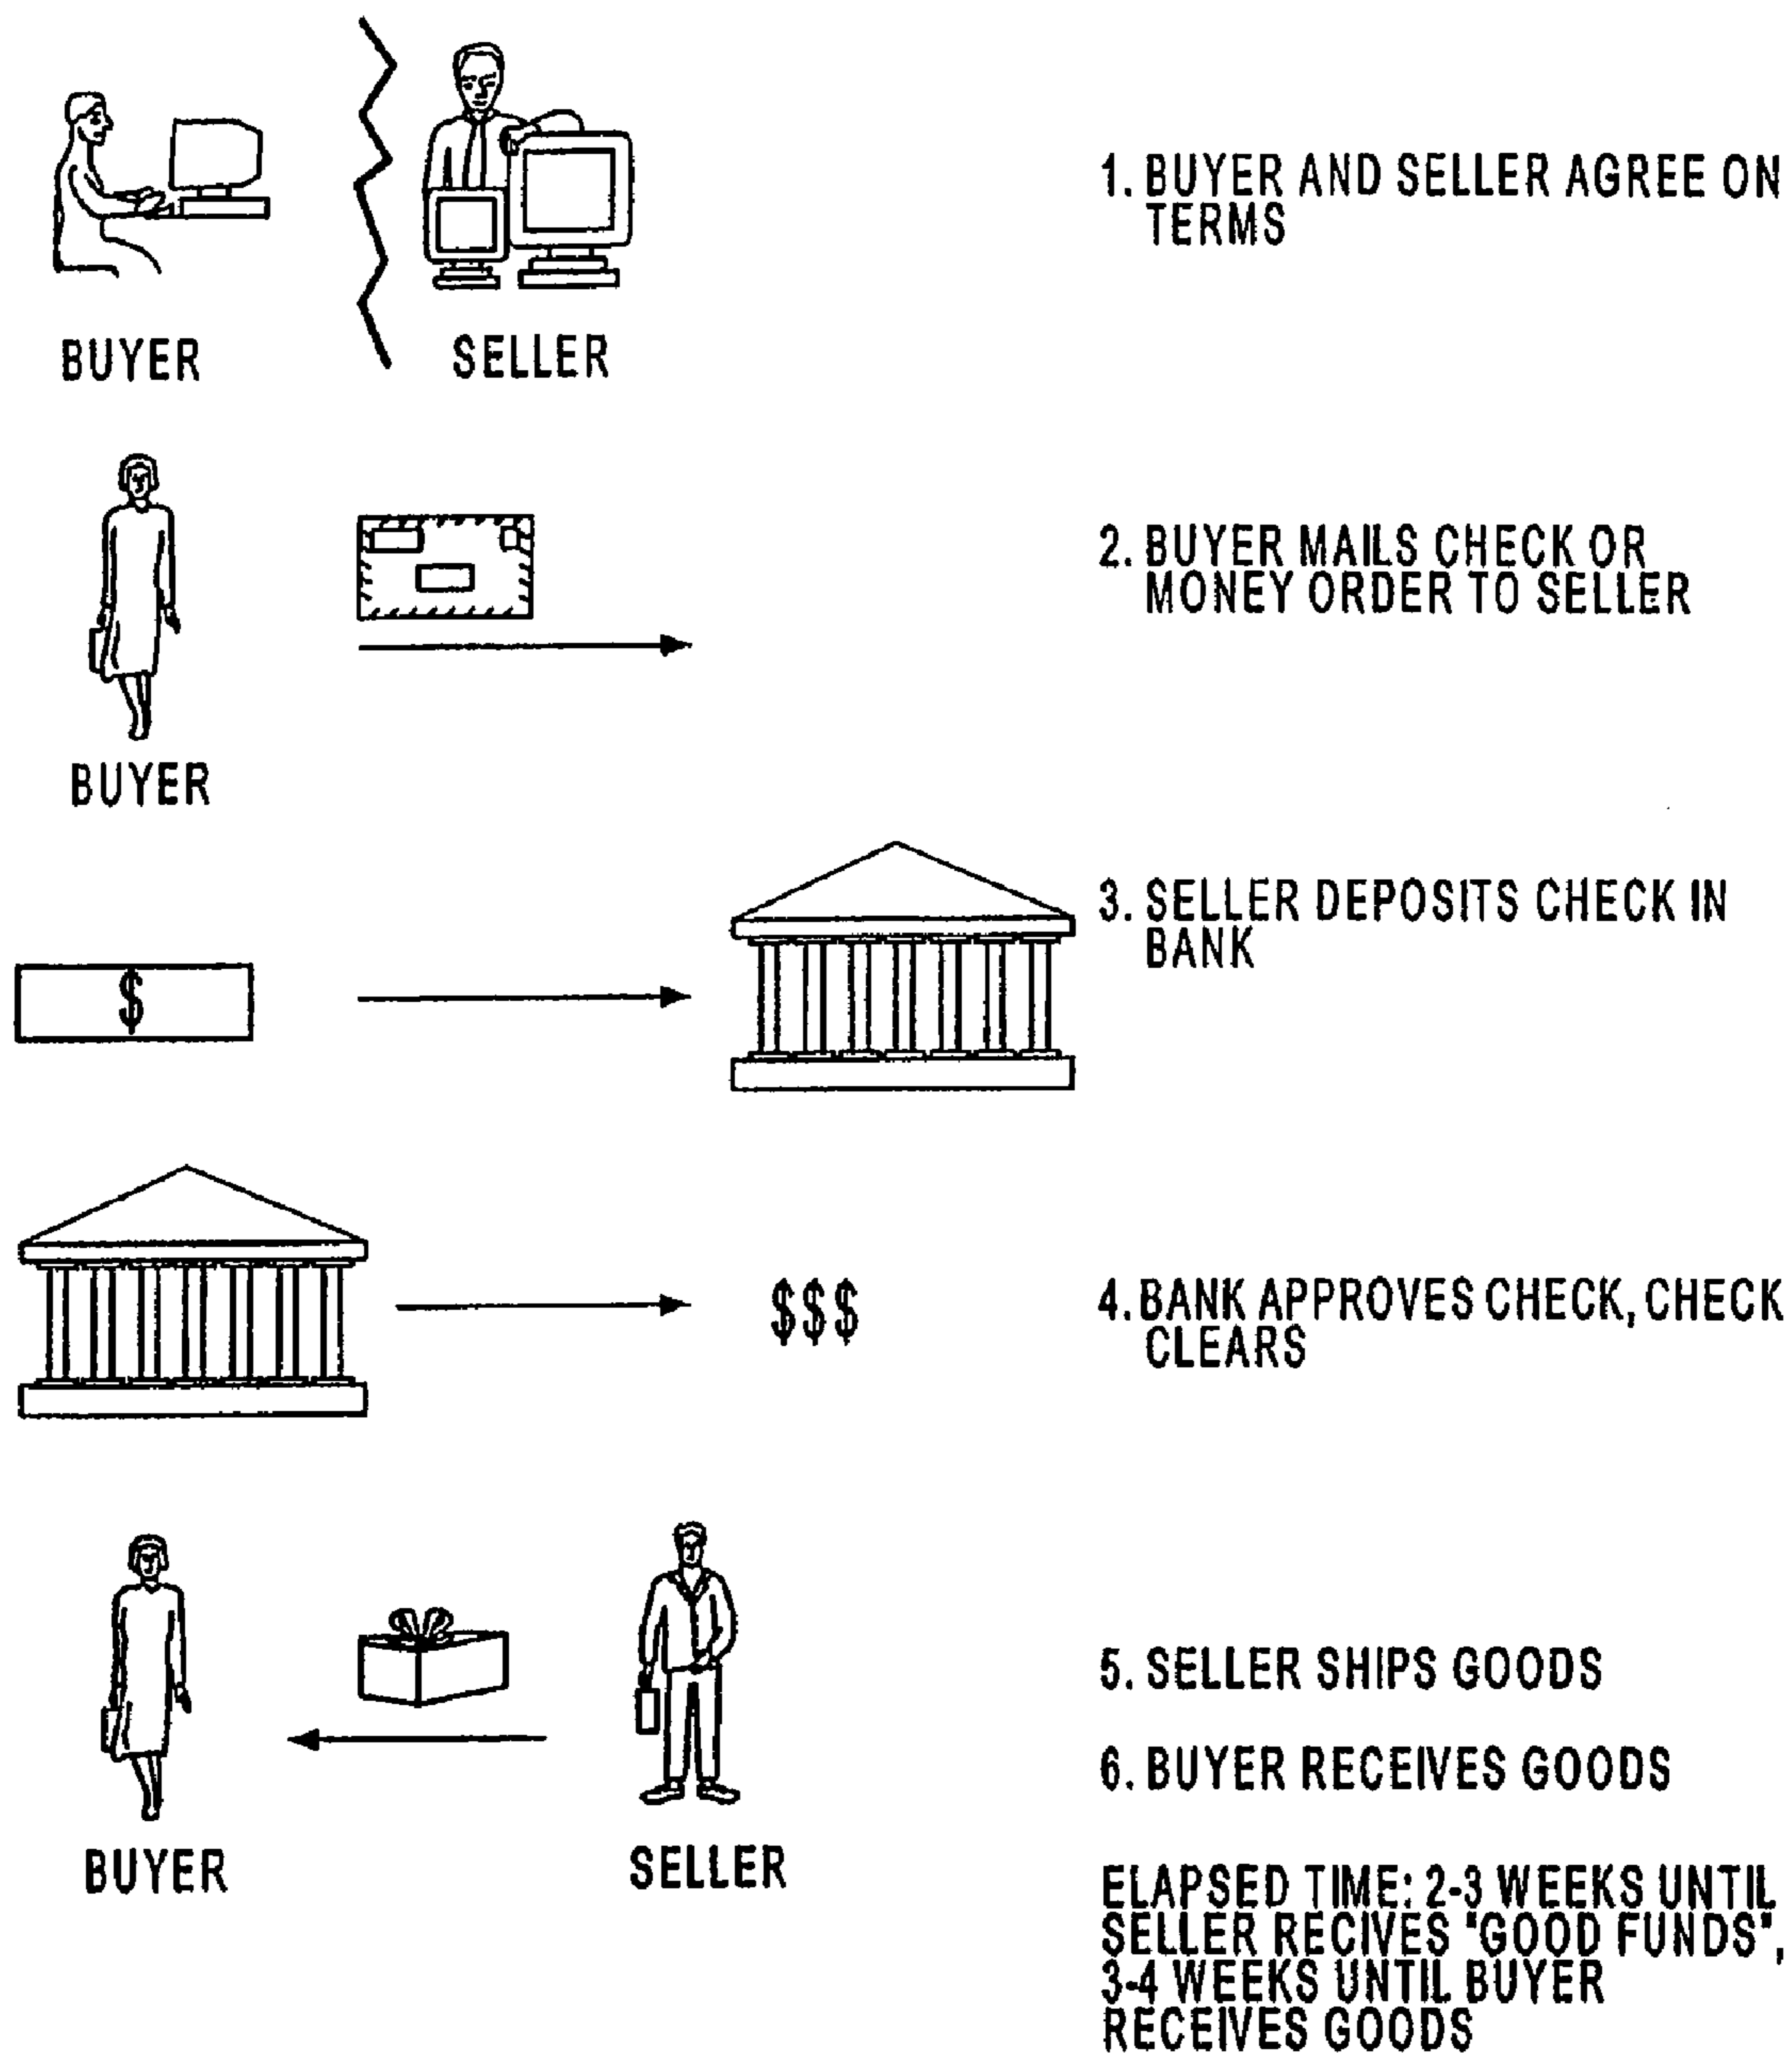 1. BUYER AND SELLER AGREE ON
TERMS
BUYER
SELLER
2. BUYER MAILS CHECK OR
MONEY ORDER TO SELLER
BUYER
3. SELLER DEPOSITS CHECK IN
BANK
$
$$$
4. BANK APPROVES CHECK, CHECK
CLEARS
5. SELLER SHIPS GOODS
6. BUYER RECEIVES GOODS
BUYER
SELLER
ELAPSED TIME: 2-3 WEEKS UNTIL
SELLER RECIVES "GOOD FUNDS",
3-4 WEEKS UNTIL BUYER
RECEIVES GOODS